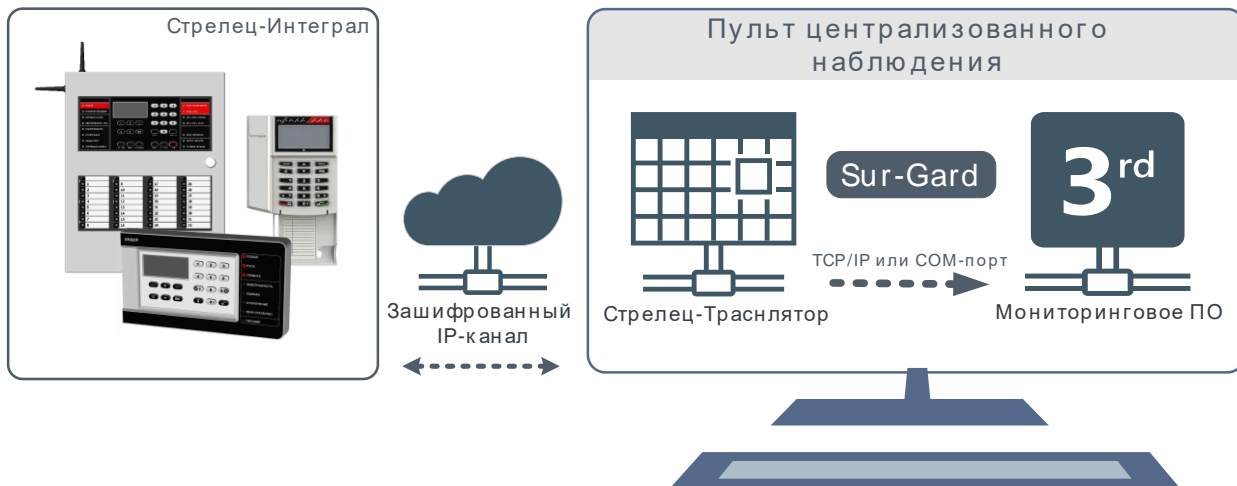 Стрелец-Интеграл
Пульт централизованного
наблюдения
Sur-Gard
3rd
TCP/IP или COM-порт
Зашифрованный
IP-канал
Стрелец-Траснлятор
Мониторинговое ПО